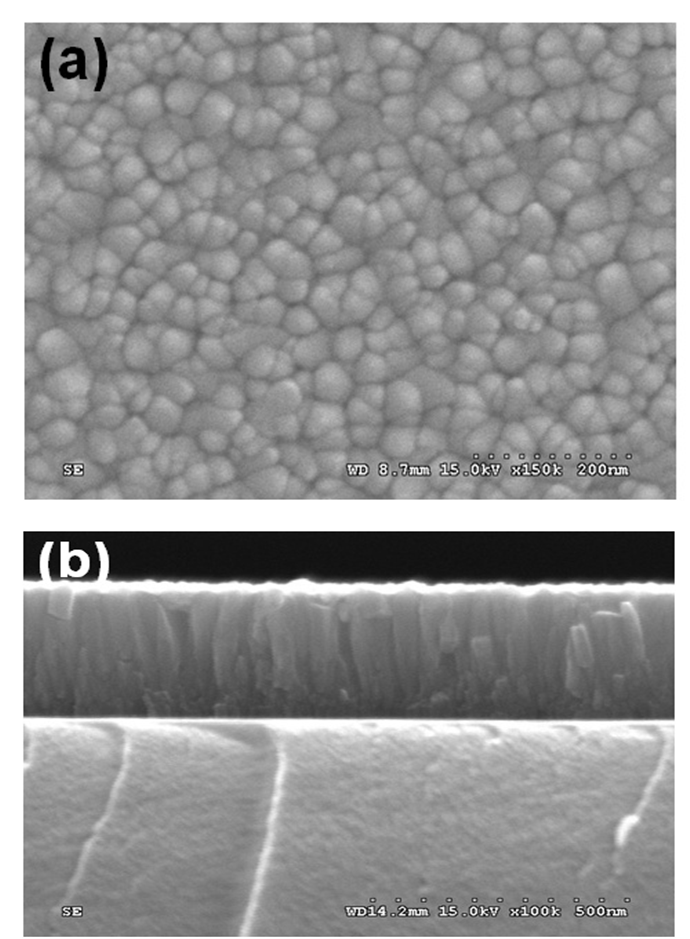 (a)
SE WD 8.7mm 15.0kV x150k 200nm
(b)
SE WD14.2mm 15.0kV x100k 500nm